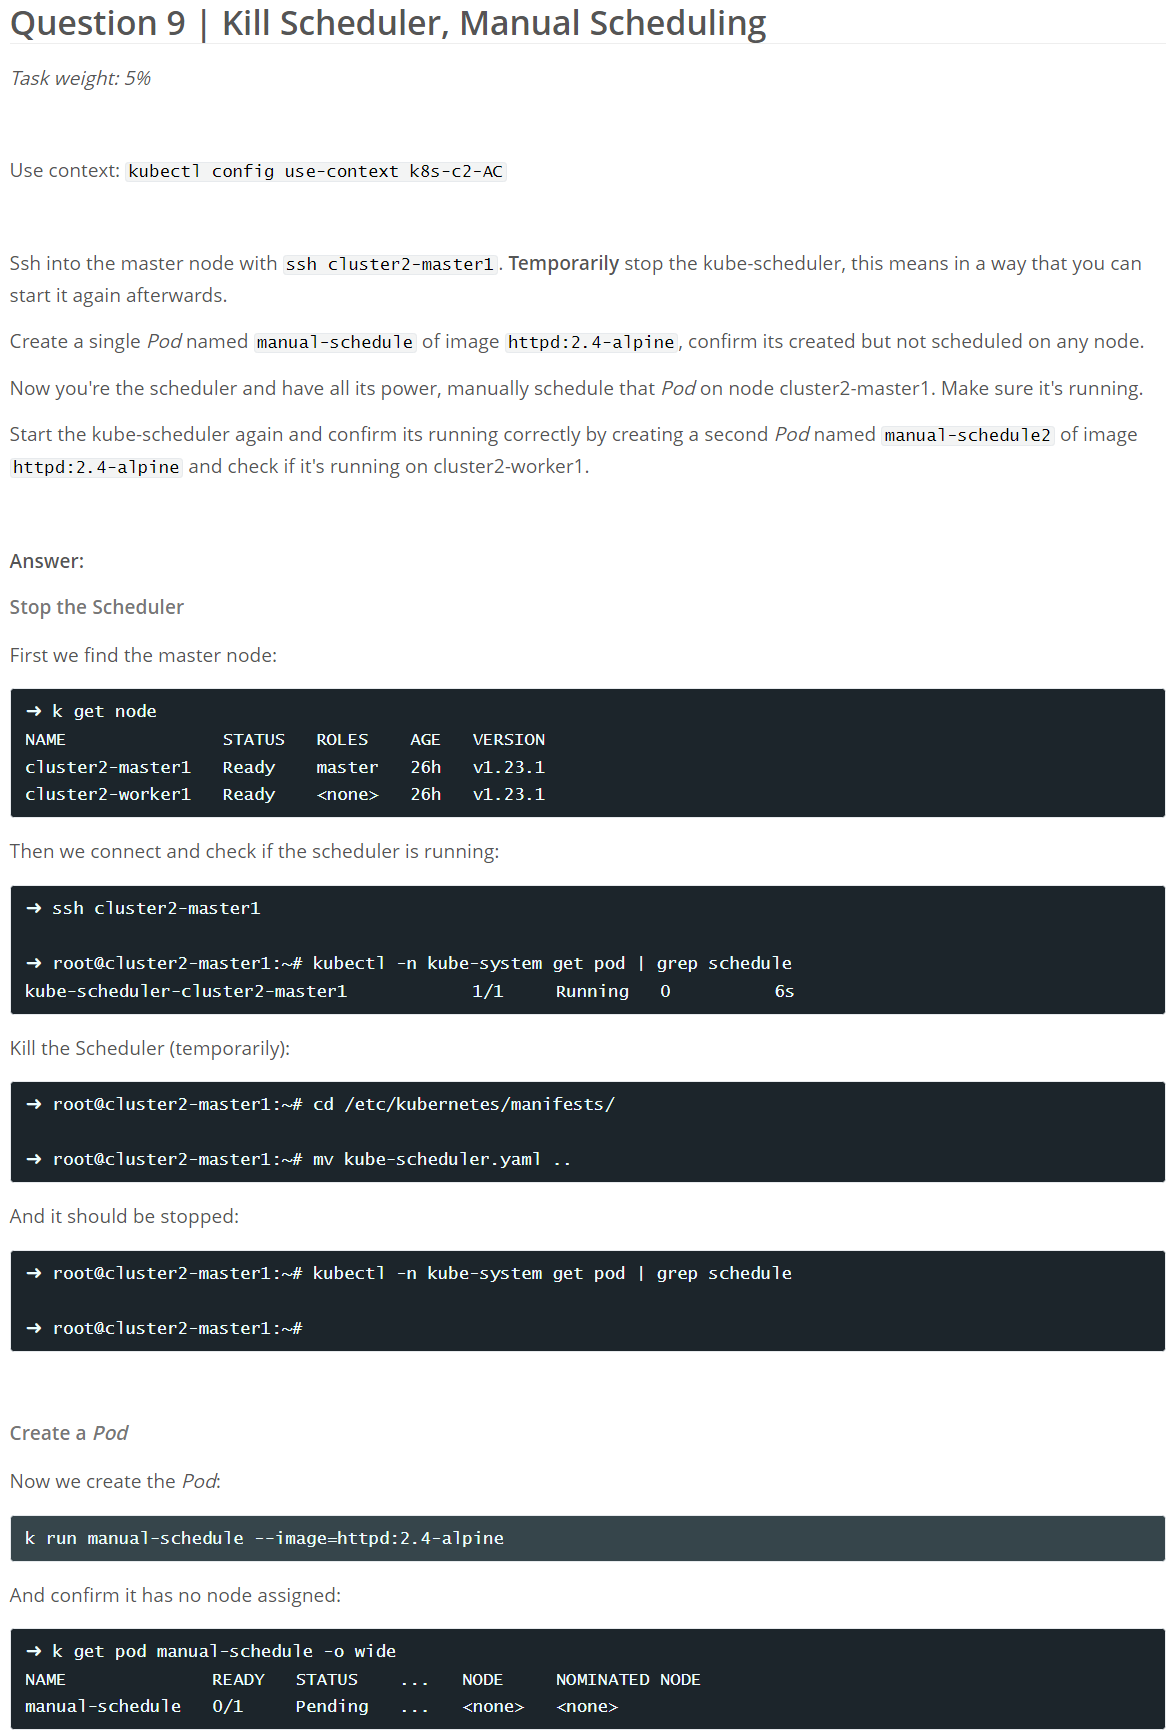 Question 9 | Kill Scheduler, Manual Scheduling
Task weight: 5%
Use context: kubectl config use-context k8s-c2-AC
Ssh into the master node with ssh cluster2-master1. Temporarily stop the kube-scheduler, this means in a way that you can
start it again afterwards.
Create a single Pod named manual-schedule of image httpd:2.4-alpine, confirm its created but not scheduled on any node.
Now you're the scheduler and have all its power, manually schedule that Pod on node cluster2-master1. Make sure it's running.
Start the kube-scheduler again and confirm its running correctly by creating a second Pod named manual-schedule2 of image
httpd:2.4-alpine and check if it's running on cluster2-worker1.
Answer:
Stop the Scheduler
First we find the master node:
➜ k get node
NAME               STATUS   ROLES    AGE   VERSION
cluster2-master1   Ready    master   26h   v1.23.1
cluster2-worker1   Ready    <none>   26h   v1.23.1
Then we connect and check if the scheduler is running:
➜ ssh cluster2-master1
➜ root@cluster2-master1:~# kubectl -n kube-system get pod | grep schedule
kube-scheduler-cluster2-master1            1/1     Running   0          6s
Kill the Scheduler (temporarily):
➜ root@cluster2-master1:~# cd /etc/kubernetes/manifests/
➜ root@cluster2-master1:~# mv kube-scheduler.yaml ..
And it should be stopped:
➜ root@cluster2-master1:~# kubectl -n kube-system get pod | grep schedule
➜ root@cluster2-master1:~#
Create a Pod
Now we create the Pod:
k run manual-schedule --image=httpd:2.4-alpine
And confirm it has no node assigned:
➜ k get pod manual-schedule -o wide
NAME              READY   STATUS    ...   NODE     NOMINATED NODE
manual-schedule   0/1     Pending   ...   <none>   <none>